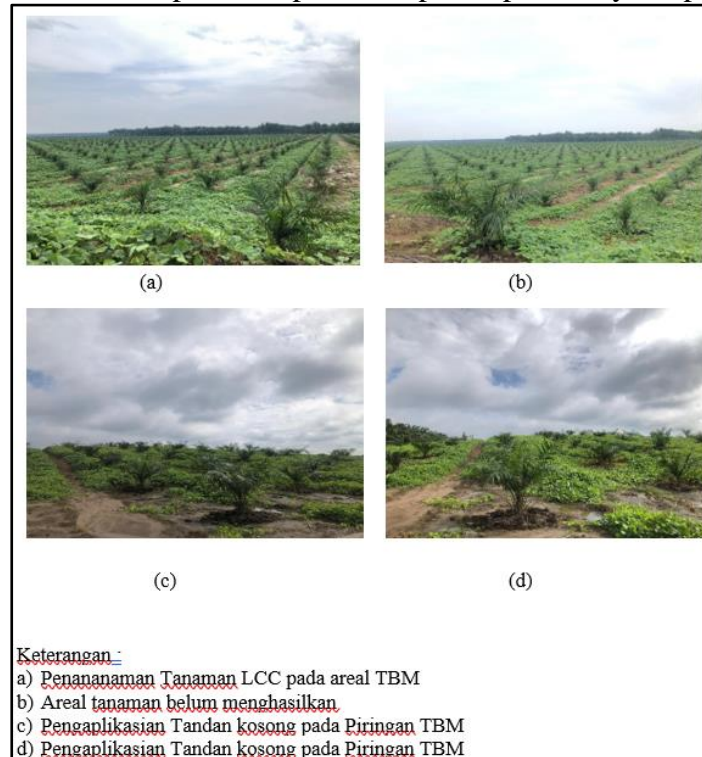 (a)
(b)
(c)
(d)
Keterangan :
a) Penananaman Tanaman LCC pada areal TBM
b) Areal tanaman belum menghasilkan
c) Pengaplikasian Tandan kosong pada Piringan TBM
d) Pengaplikasian Tandan kosong pada Piringan TBM